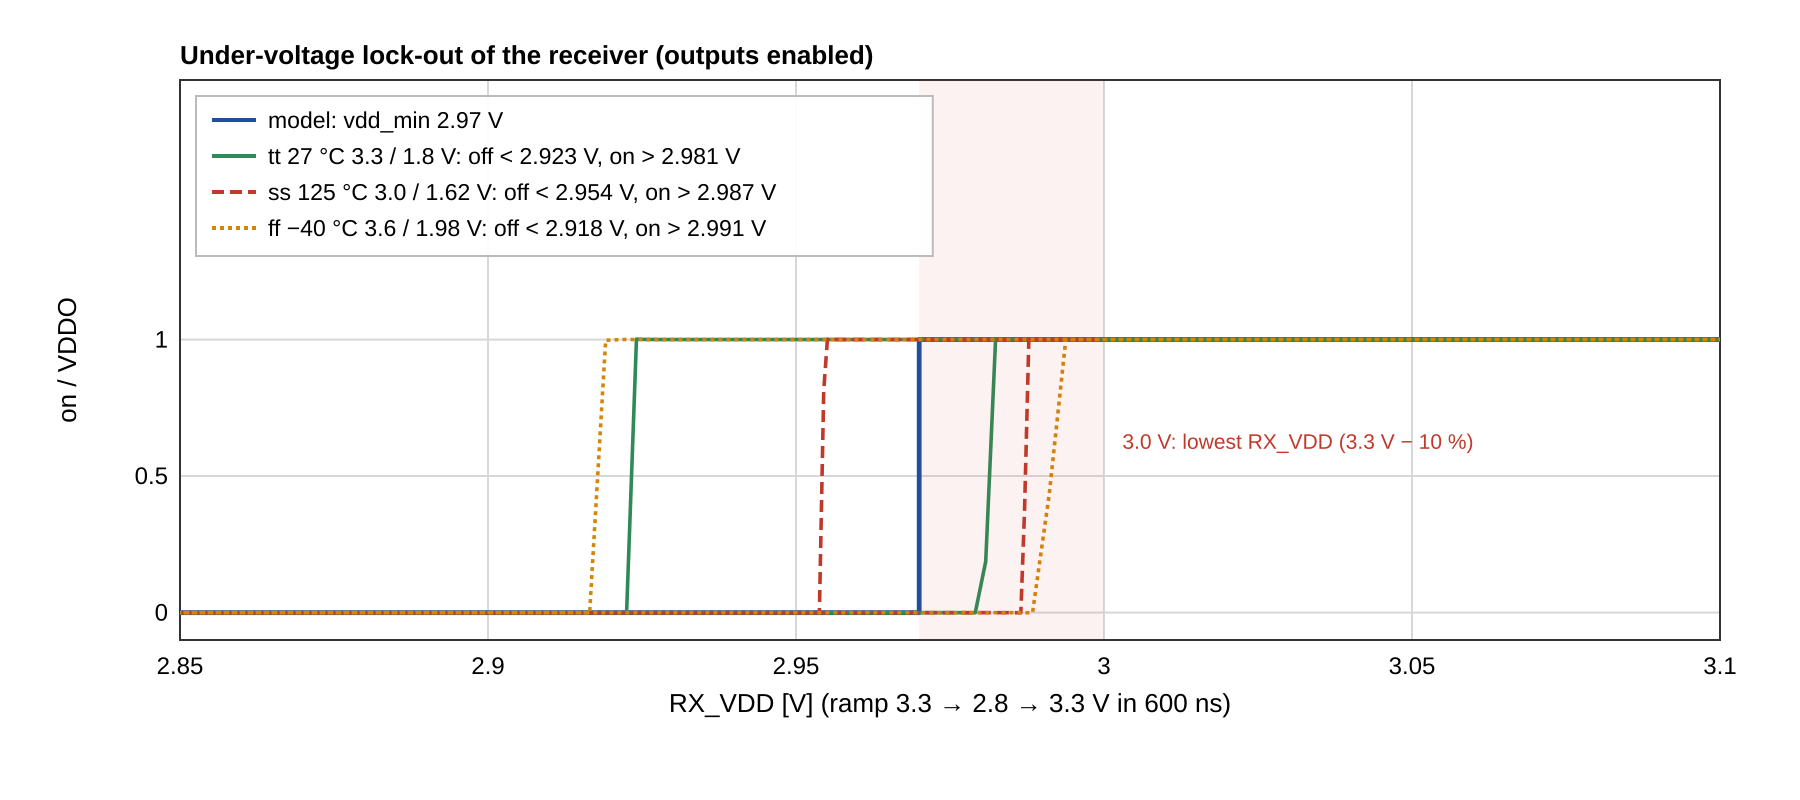 Under-voltage lock-out of the receiver (outputs enabled)
model: vdd_min 2.97 V
tt 27 °C 3.3 / 1.8 V: off < 2.923 V, on > 2.981 V
ss 125 °C 3.0 / 1.62 V: off < 2.954 V, on > 2.987 V
ff −40 °C 3.6 / 1.98 V: off < 2.918 V, on > 2.991 V
on / VDDO
1
0.5
0
3.0 V: lowest RX_VDD (3.3 V − 10 %)
2.85 2.9 2.95 3 3.05 3.1
RX_VDD [V] (ramp 3.3 → 2.8 → 3.3 V in 600 ns)